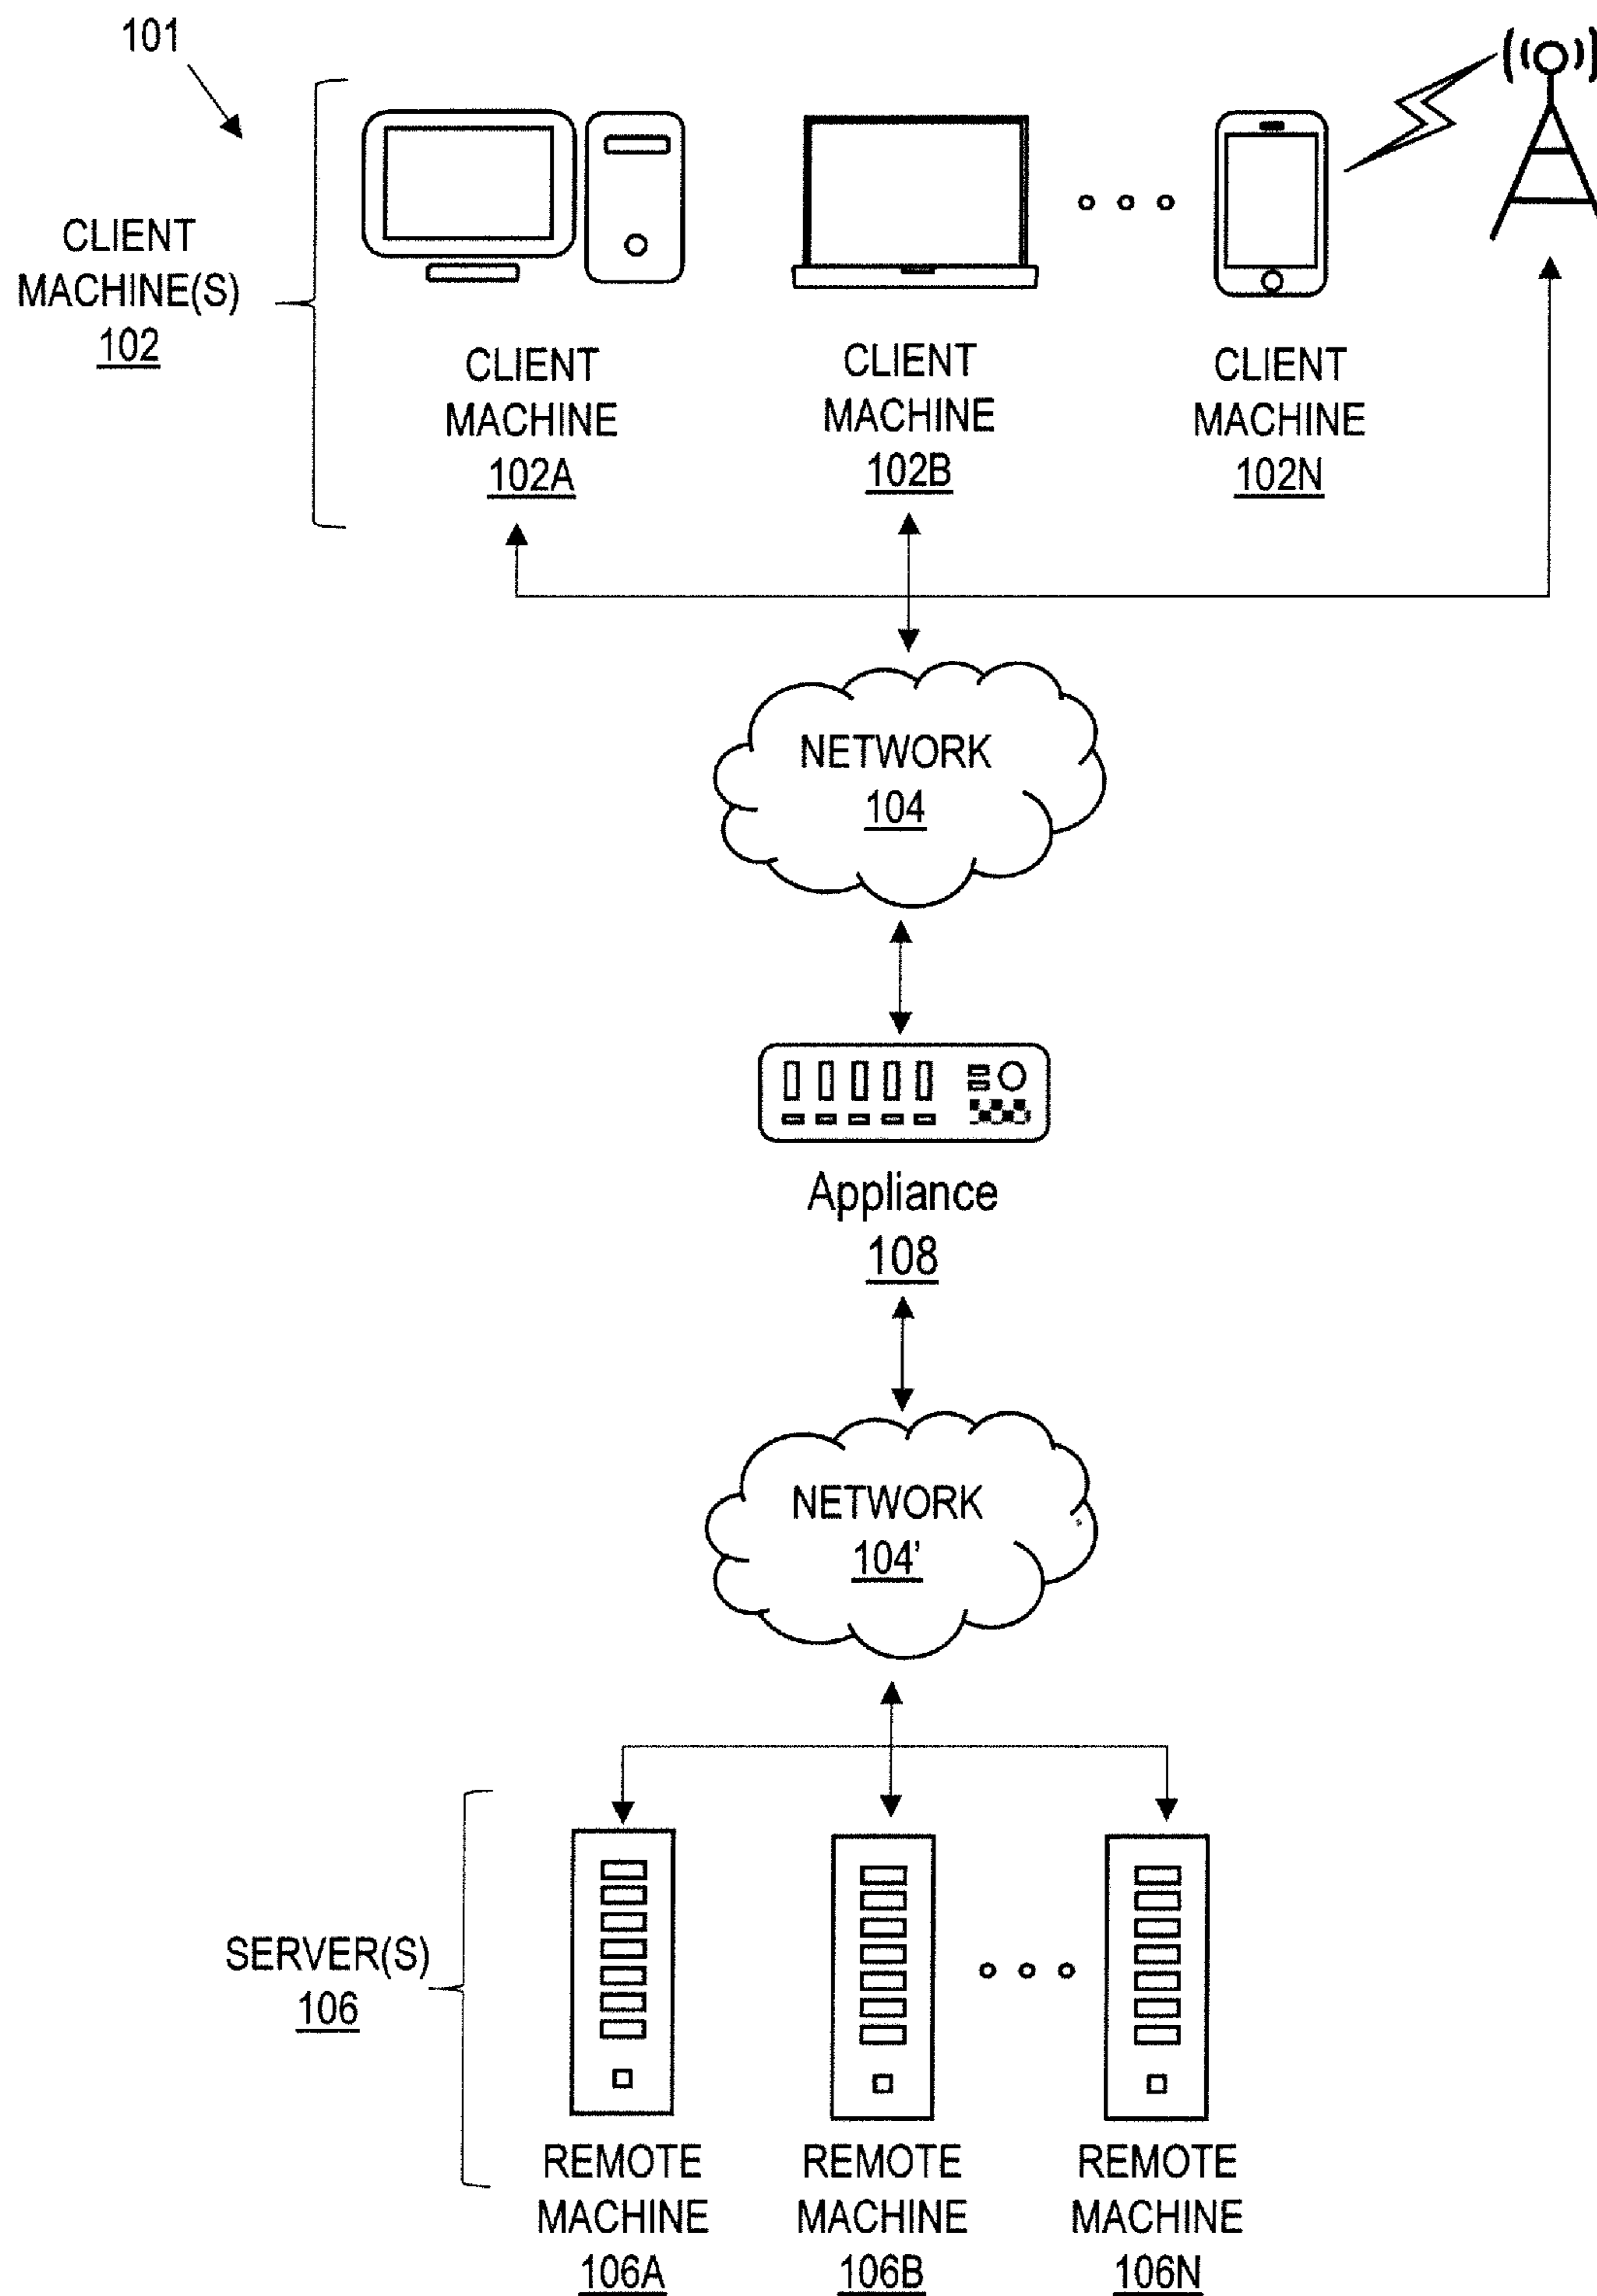 101
CLIENT
MACHINE(S)
102
CLIENT
MACHINE
102A
CLIENT
MACHINE
102B
CLIENT
MACHINE
102N
NETWORK
104
Appliance
108
NETWORK
104'
SERVER(S)
106
REMOTE
MACHINE
106A
REMOTE
MACHINE
106B
REMOTE
MACHINE
106N